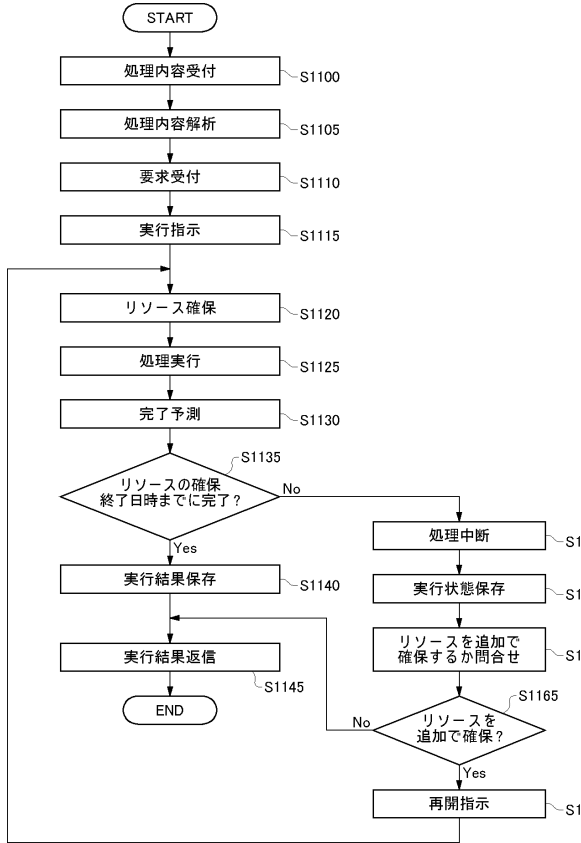 START
処理内容受付
S1100
処理内容解析
S1105
要求受付
S1110
実行指示
S1115
リソース確保
S1120
処理実行
S1125
完了予測
S1130
S1135
リソースの確保
終了日時までに完了?
No
Yes
実行結果保存
S1140
実行結果返信
S1145
END
処理中断
S1
実行状態保存
S1
リソースを追加で
確保するか問合せ
S1
S1165
リソースを
追加で確保?
No
Yes
再開指示
S1